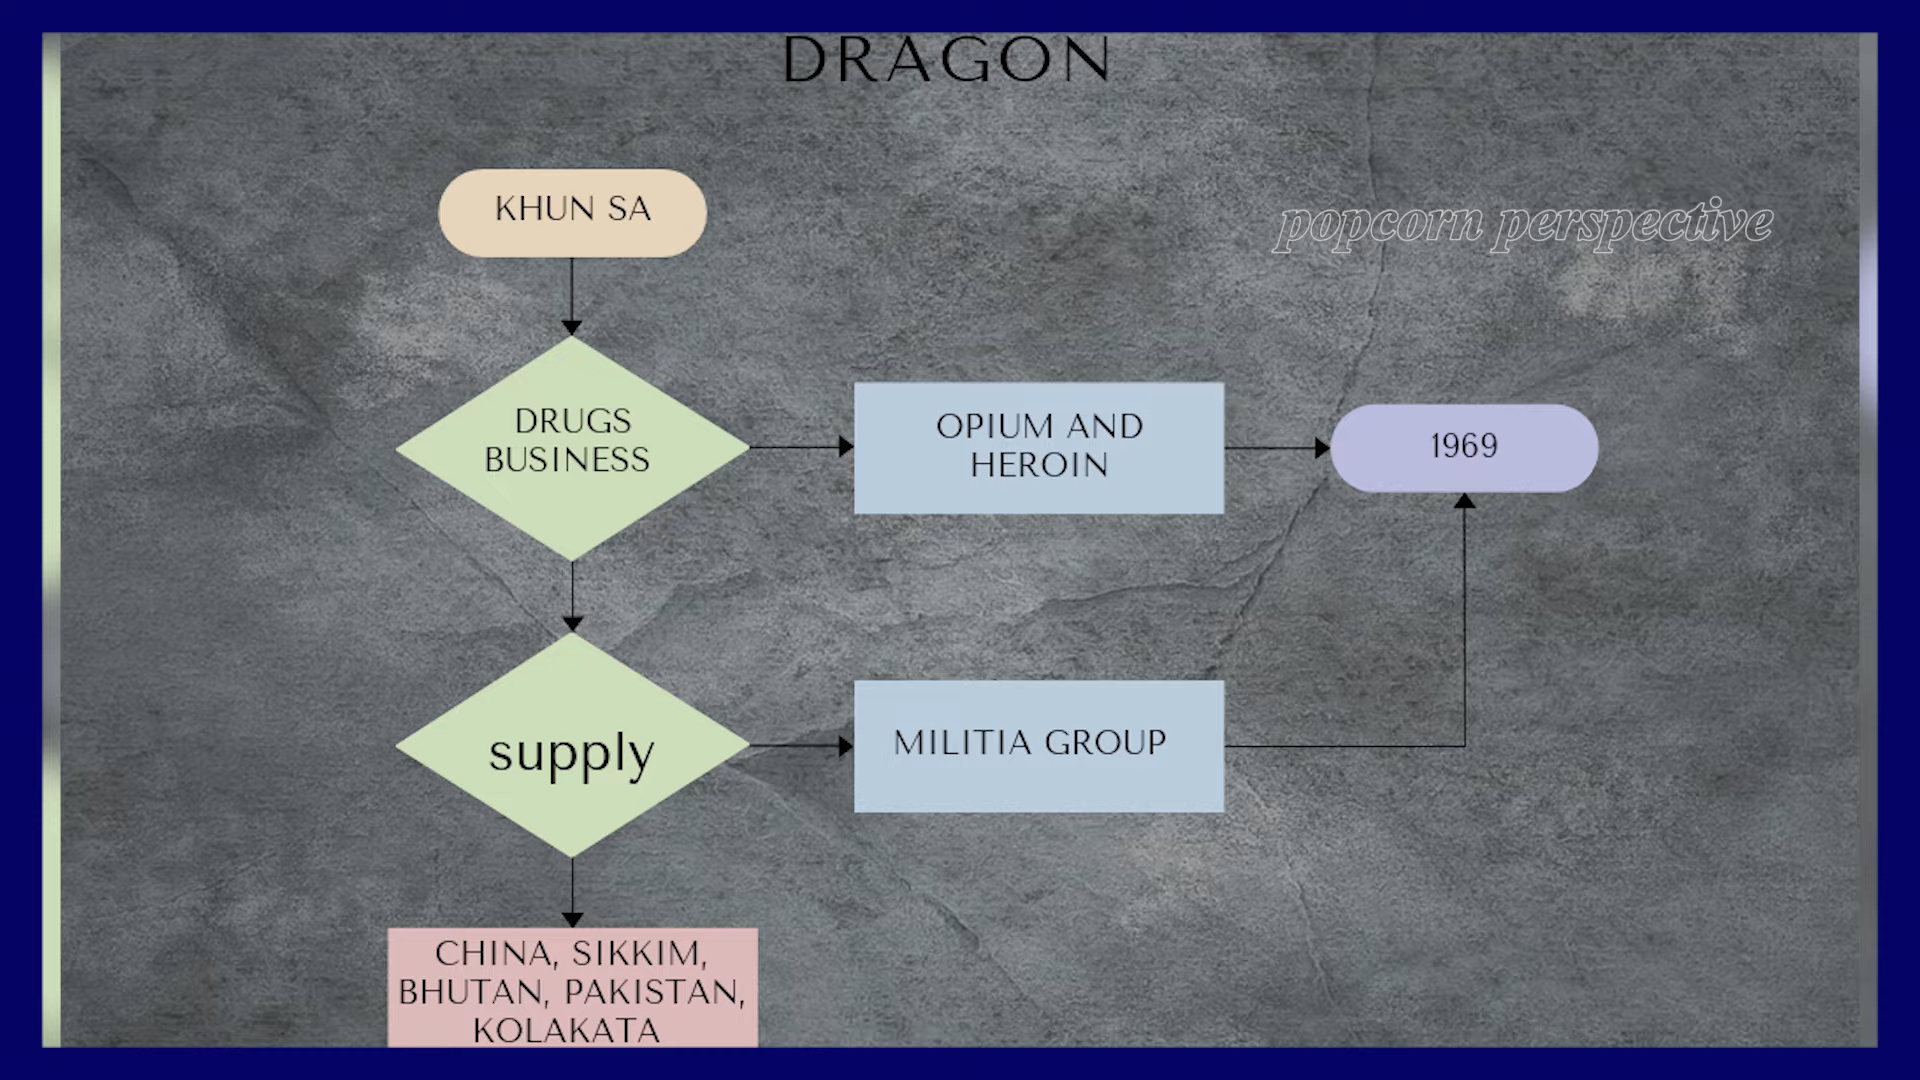 DRAGON
KHUN SA
popcorn perspective
DRUGS
BUSINESS
OPIUM AND
HEROIN
1969
supply
MILITIA GROUP
CHINA, SIKKIM,
BHUTAN, PAKISTAN,
KOLAKATA